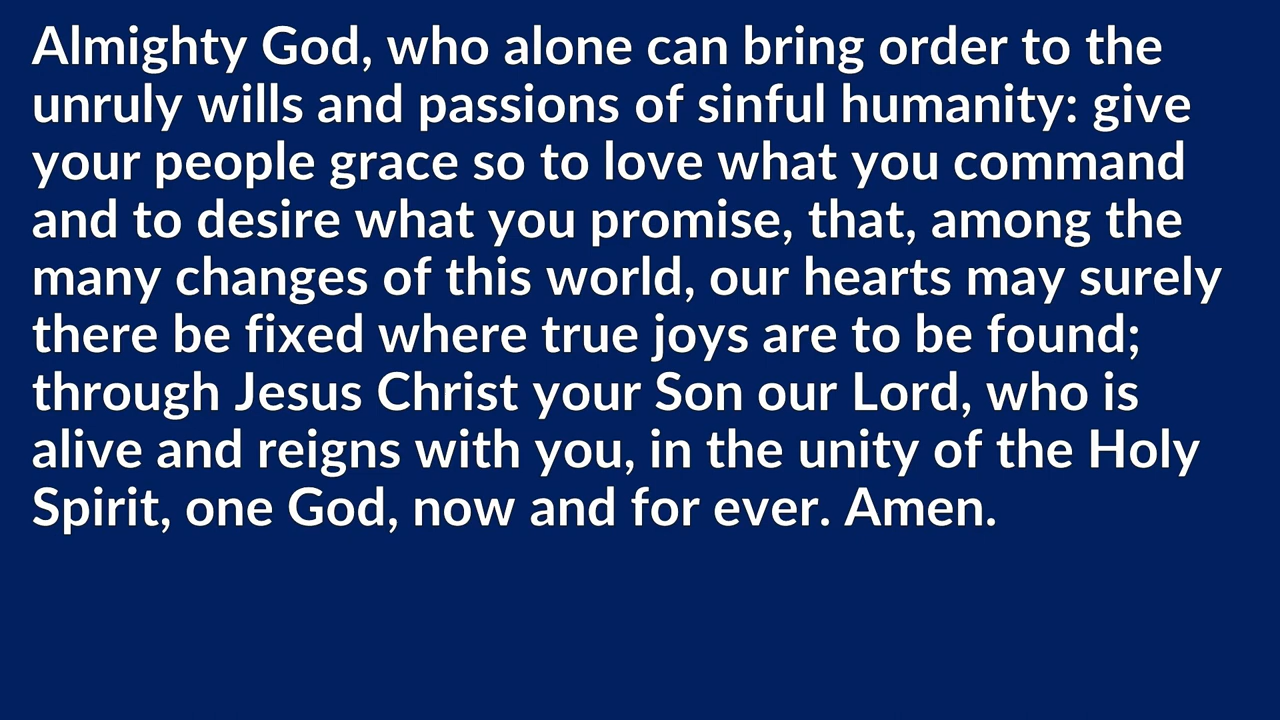 Almighty God, who alone can bring order to the
unruly wills and passions of sinful humanity: give
your people grace so to love what you command
and to desire what you promise, that, among the
many changes of this world, our hearts may surely
there be fixed where true joys are to be found;
through Jesus Christ your Son our Lord, who is
alive and reigns with you, in the unity of the Holy
Spirit, one God, now and for ever. Amen.